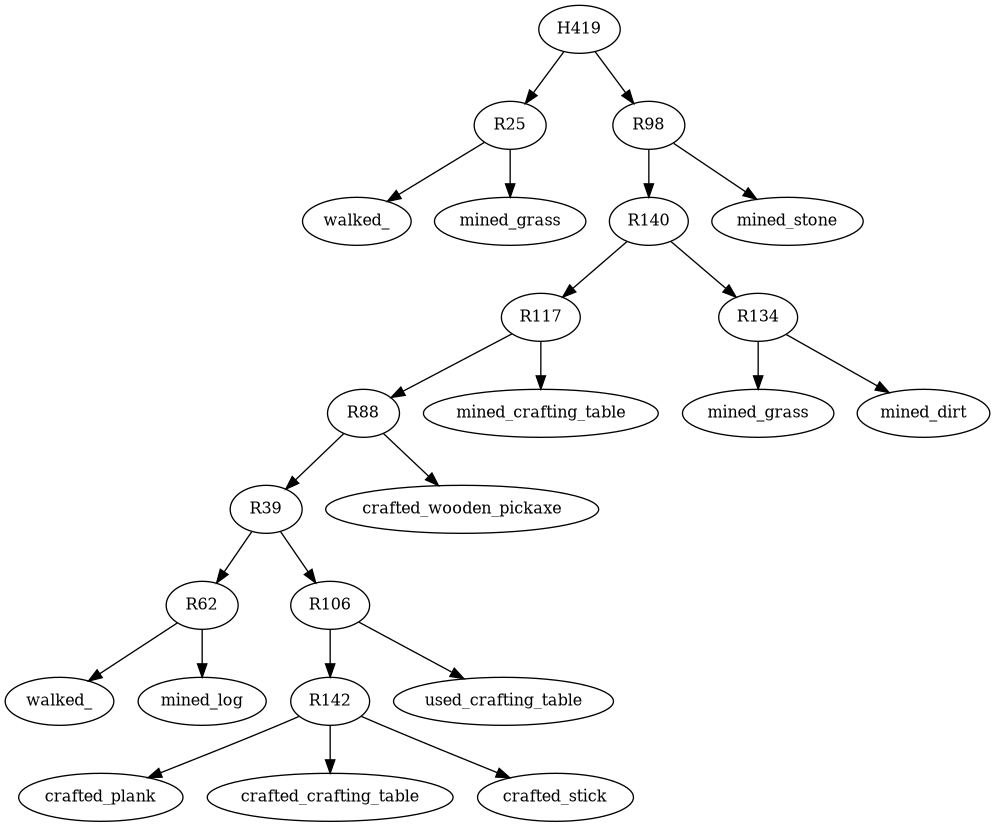 H419
R25
R98
walked_
mined_grass
R140
mined_stone
R117
R134
R88
mined_crafting_table
mined_grass
mined_dirt
R39
crafted_wooden_pickaxe
R62
R106
walked_
mined_log
R142
used_crafting_table
crafted_plank
crafted_crafting_table
crafted_stick